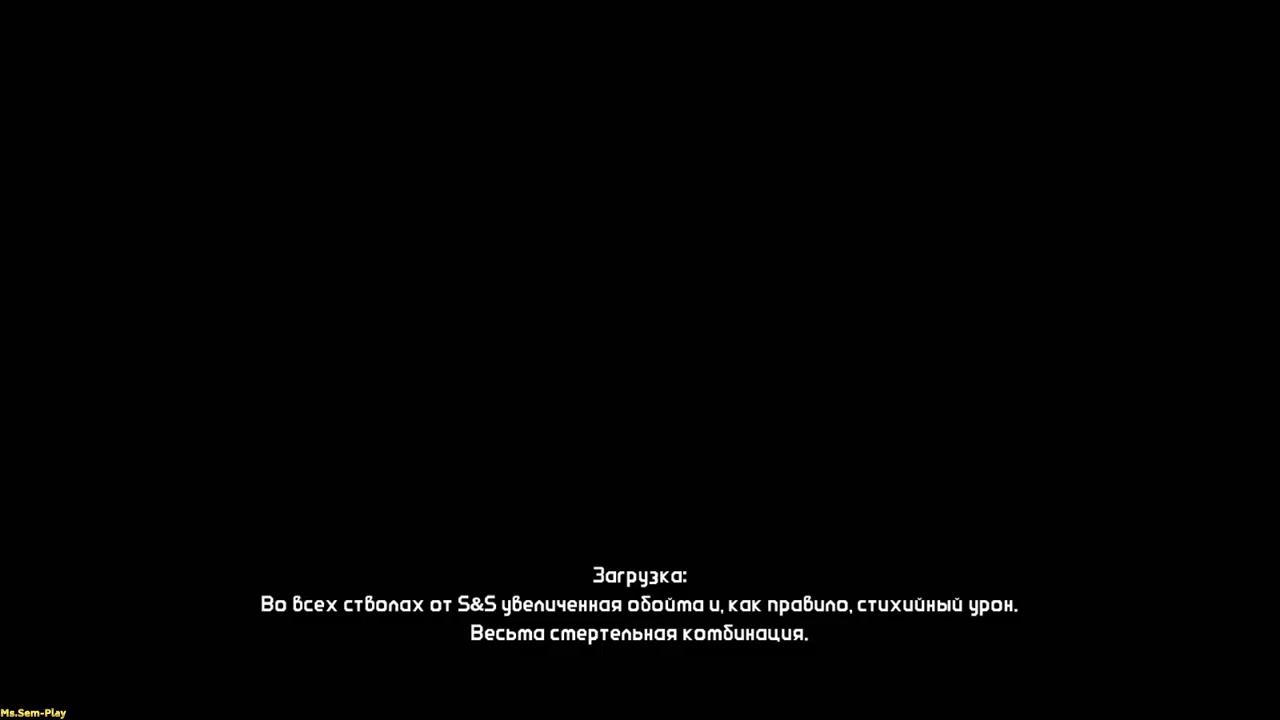 Загрузка:
Во всех стволах от S&S увеличенная обойма и, как правило, стихийный урон.
Весьма смертельная комбинация.
Ms.Sem-Play